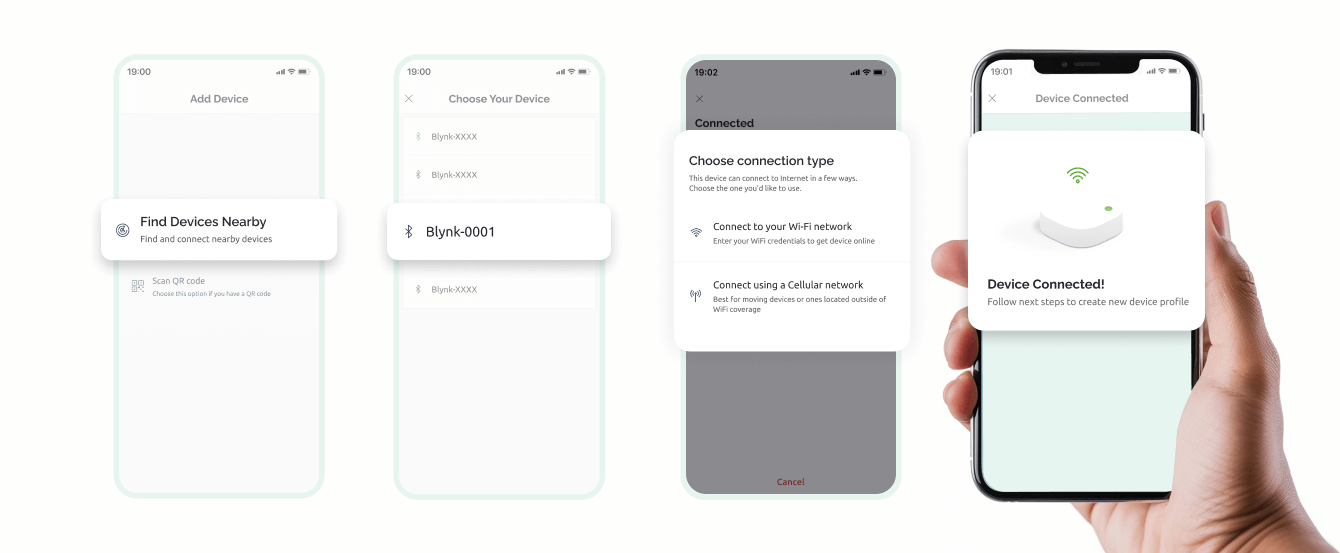 19:00
Add Device
Find Devices Nearby
Find and connect nearby devices
Scan QR code
Choose this option if you have a QR code
19:00
Choose Your Device
Blynk-XXXX
Blynk-XXXX
Blynk-0001
Blynk-XXXX
19:02
Connected
Choose connection type
This device can connect to Internet in a few ways.
Choose the one you'd like to use.
Connect to your Wi-Fi network
Enter your WiFi credentials to get device online
Connect using a Cellular network
Best for moving devices or ones located outside of
WiFi coverage
Cancel
19:01
Device Connected
Device Connected!
Follow next steps to create new device profile